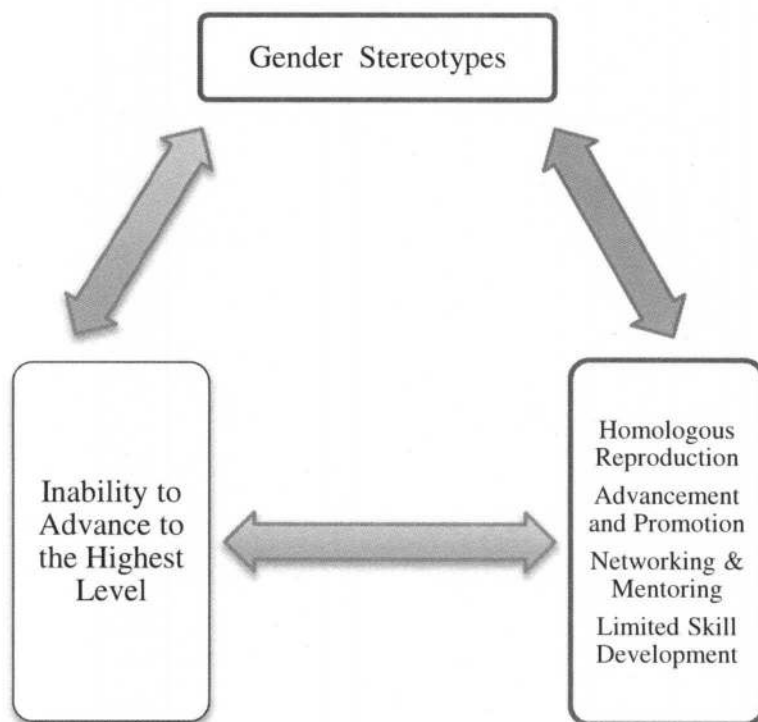 Gender Stereotypes
Inability to
Advance to
the Highest
Level
Homologous
Reproduction
Advancement
and Promotion
Networking &
Mentoring
Limited Skill
Development